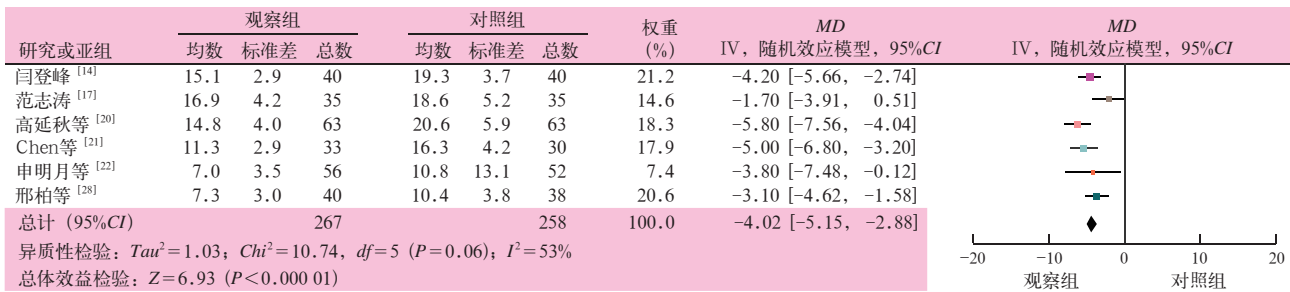 观察组 对照组 权重 MD MD
研究或亚组 均数 标准差 总数 均数 标准差 总数 (%) IV，随机效应模型，95%CI IV，随机效应模型，95%CI
闫登峰 [14] 15.1 2.9 40 19.3 3.7 40 21.2 −4.20 [−5.66， −2.74]
范志涛 [17] 16.9 4.2 35 18.6 5.2 35 14.6 −1.70 [−3.91， 0.51]
高延秋等 [20] 14.8 4.0 63 20.6 5.9 63 18.3 −5.80 [−7.56， −4.04]
Chen等 [21] 11.3 2.9 33 16.3 4.2 30 17.9 −5.00 [−6.80， −3.20]
申明月等 [22] 7.0 3.5 56 10.8 13.1 52 7.4 −3.80 [−7.48， −0.12]
邢柏等 [28] 7.3 3.0 40 10.4 3.8 38 20.6 −3.10 [−4.62， −1.58]
总计（95%CI） 267 258 100.0 −4.02 [−5.15， −2.88]
异质性检验：Tau²=1.03；Chi²=10.74，df=5（P=0.06）；I²=53%
总体效益检验：Z=6.93（P<0.000 01）
−20 −10 0 10 20
观察组 对照组